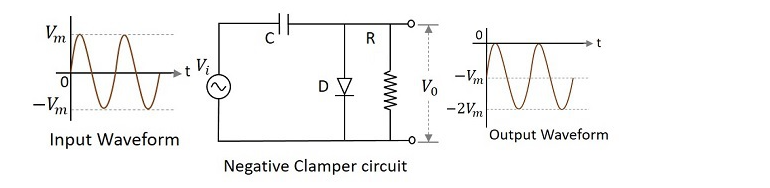 V_m
0
−V_m
t
Input Waveform
V_i
C
D
R
V_0
Negative Clamper circuit
0
t
−V_m
−2V_m
Output Waveform